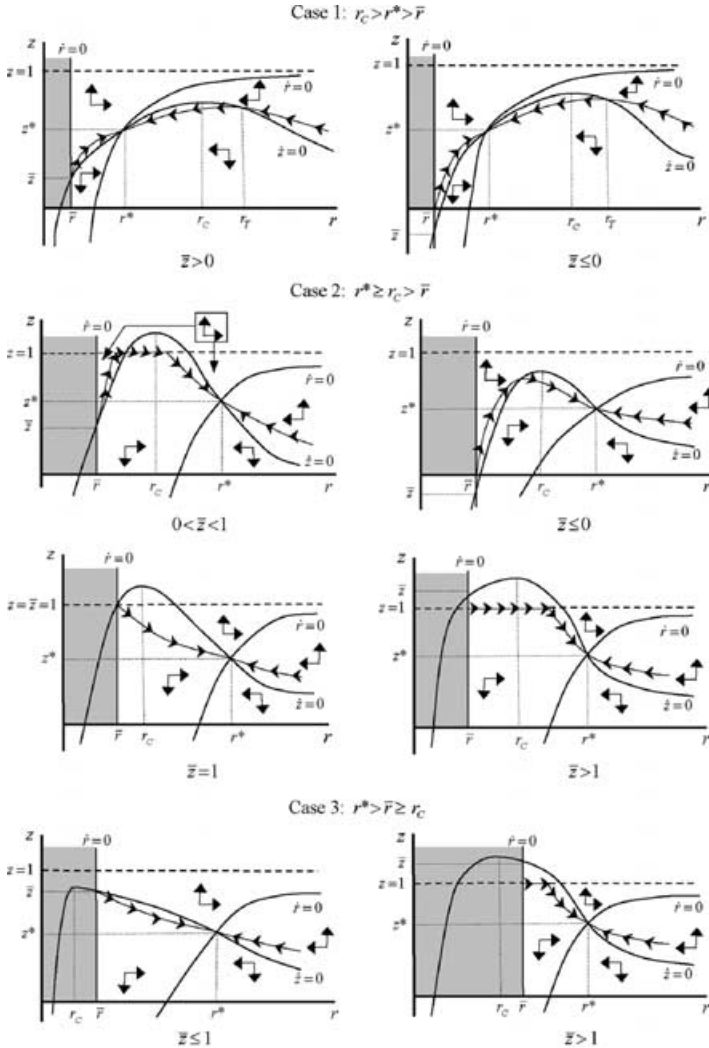 Case 1: r_C > r* > r̄
z
ṙ=0
z=1
ṙ=0
z*
ż=0
z̄
r̄
r*
r_C
r_T
r
z̄>0
z
ṙ=0
z=1
ṙ=0
z*
ż=0
r̄
r*
r_C
r_T
r
z̄
z̄≤0
Case 2: r* ≥ r_C > r̄
z
ṙ=0
z=1
ṙ=0
z*
z̄
ż=0
r̄
r_C
r*
r
0<z̄<1
z
ṙ=0
z=1
ṙ=0
z*
ż=0
r̄
r_C
r*
r
z̄
z̄≤0
z
ṙ=0
z=z̄=1
ṙ=0
z*
ż=0
r̄
r_C
r*
r
z̄=1
z
ṙ=0
z̄
z=1
ṙ=0
z*
ż=0
r̄
r_C
r*
r
z̄>1
Case 3: r* > r̄ ≥ r_C
z
ṙ=0
z=1
z̄
ṙ=0
z*
ż=0
r_C
r̄
r*
r
z̄≤1
ṙ=0
z̄
z=1
ṙ=0
z*
ż=0
r_C
r̄
r*
r
z̄>1